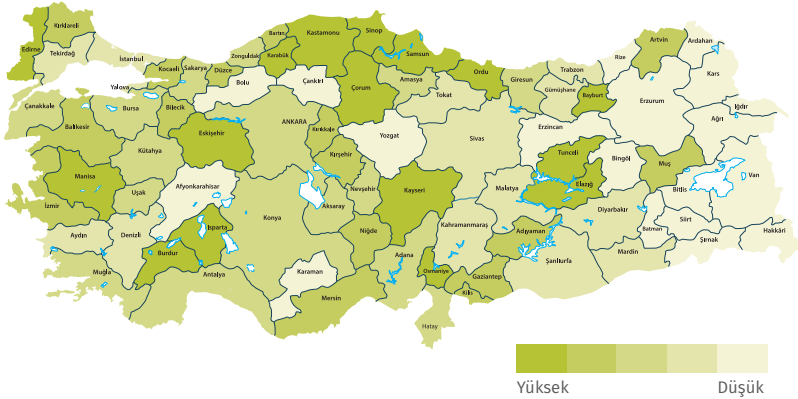 Kırklareli
Edirne
Tekirdağ
İstanbul
Kocaeli
Sakarya
Yalova
Düzce
Zonguldak
Bartın
Karabük
Kastamonu
Sinop
Samsun
Bolu
Çankırı
Çorum
Amasya
Tokat
Ordu
Giresun
Trabzon
Gümüşhane
Bayburt
Rize
Artvin
Ardahan
Kars
Iğdır
Ağrı
Erzurum
Erzincan
Çanakkale
Balıkesir
Bursa
Bilecik
Eskişehir
Kütahya
ANKARA
Kırıkkale
Kırşehir
Yozgat
Sivas
Tunceli
Bingöl
Elazığ
Muş
Bitlis
Van
Manisa
Uşak
Afyonkarahisar
İzmir
Aydın
Denizli
Burdur
Isparta
Muğla
Antalya
Konya
Aksaray
Nevşehir
Niğde
Kayseri
Karaman
Mersin
Adana
Osmaniye
Hatay
Kilis
Gaziantep
Kahramanmaraş
Malatya
Adıyaman
Şanlıurfa
Diyarbakır
Mardin
Batman
Siirt
Şırnak
Hakkâri
Yüksek
Düşük